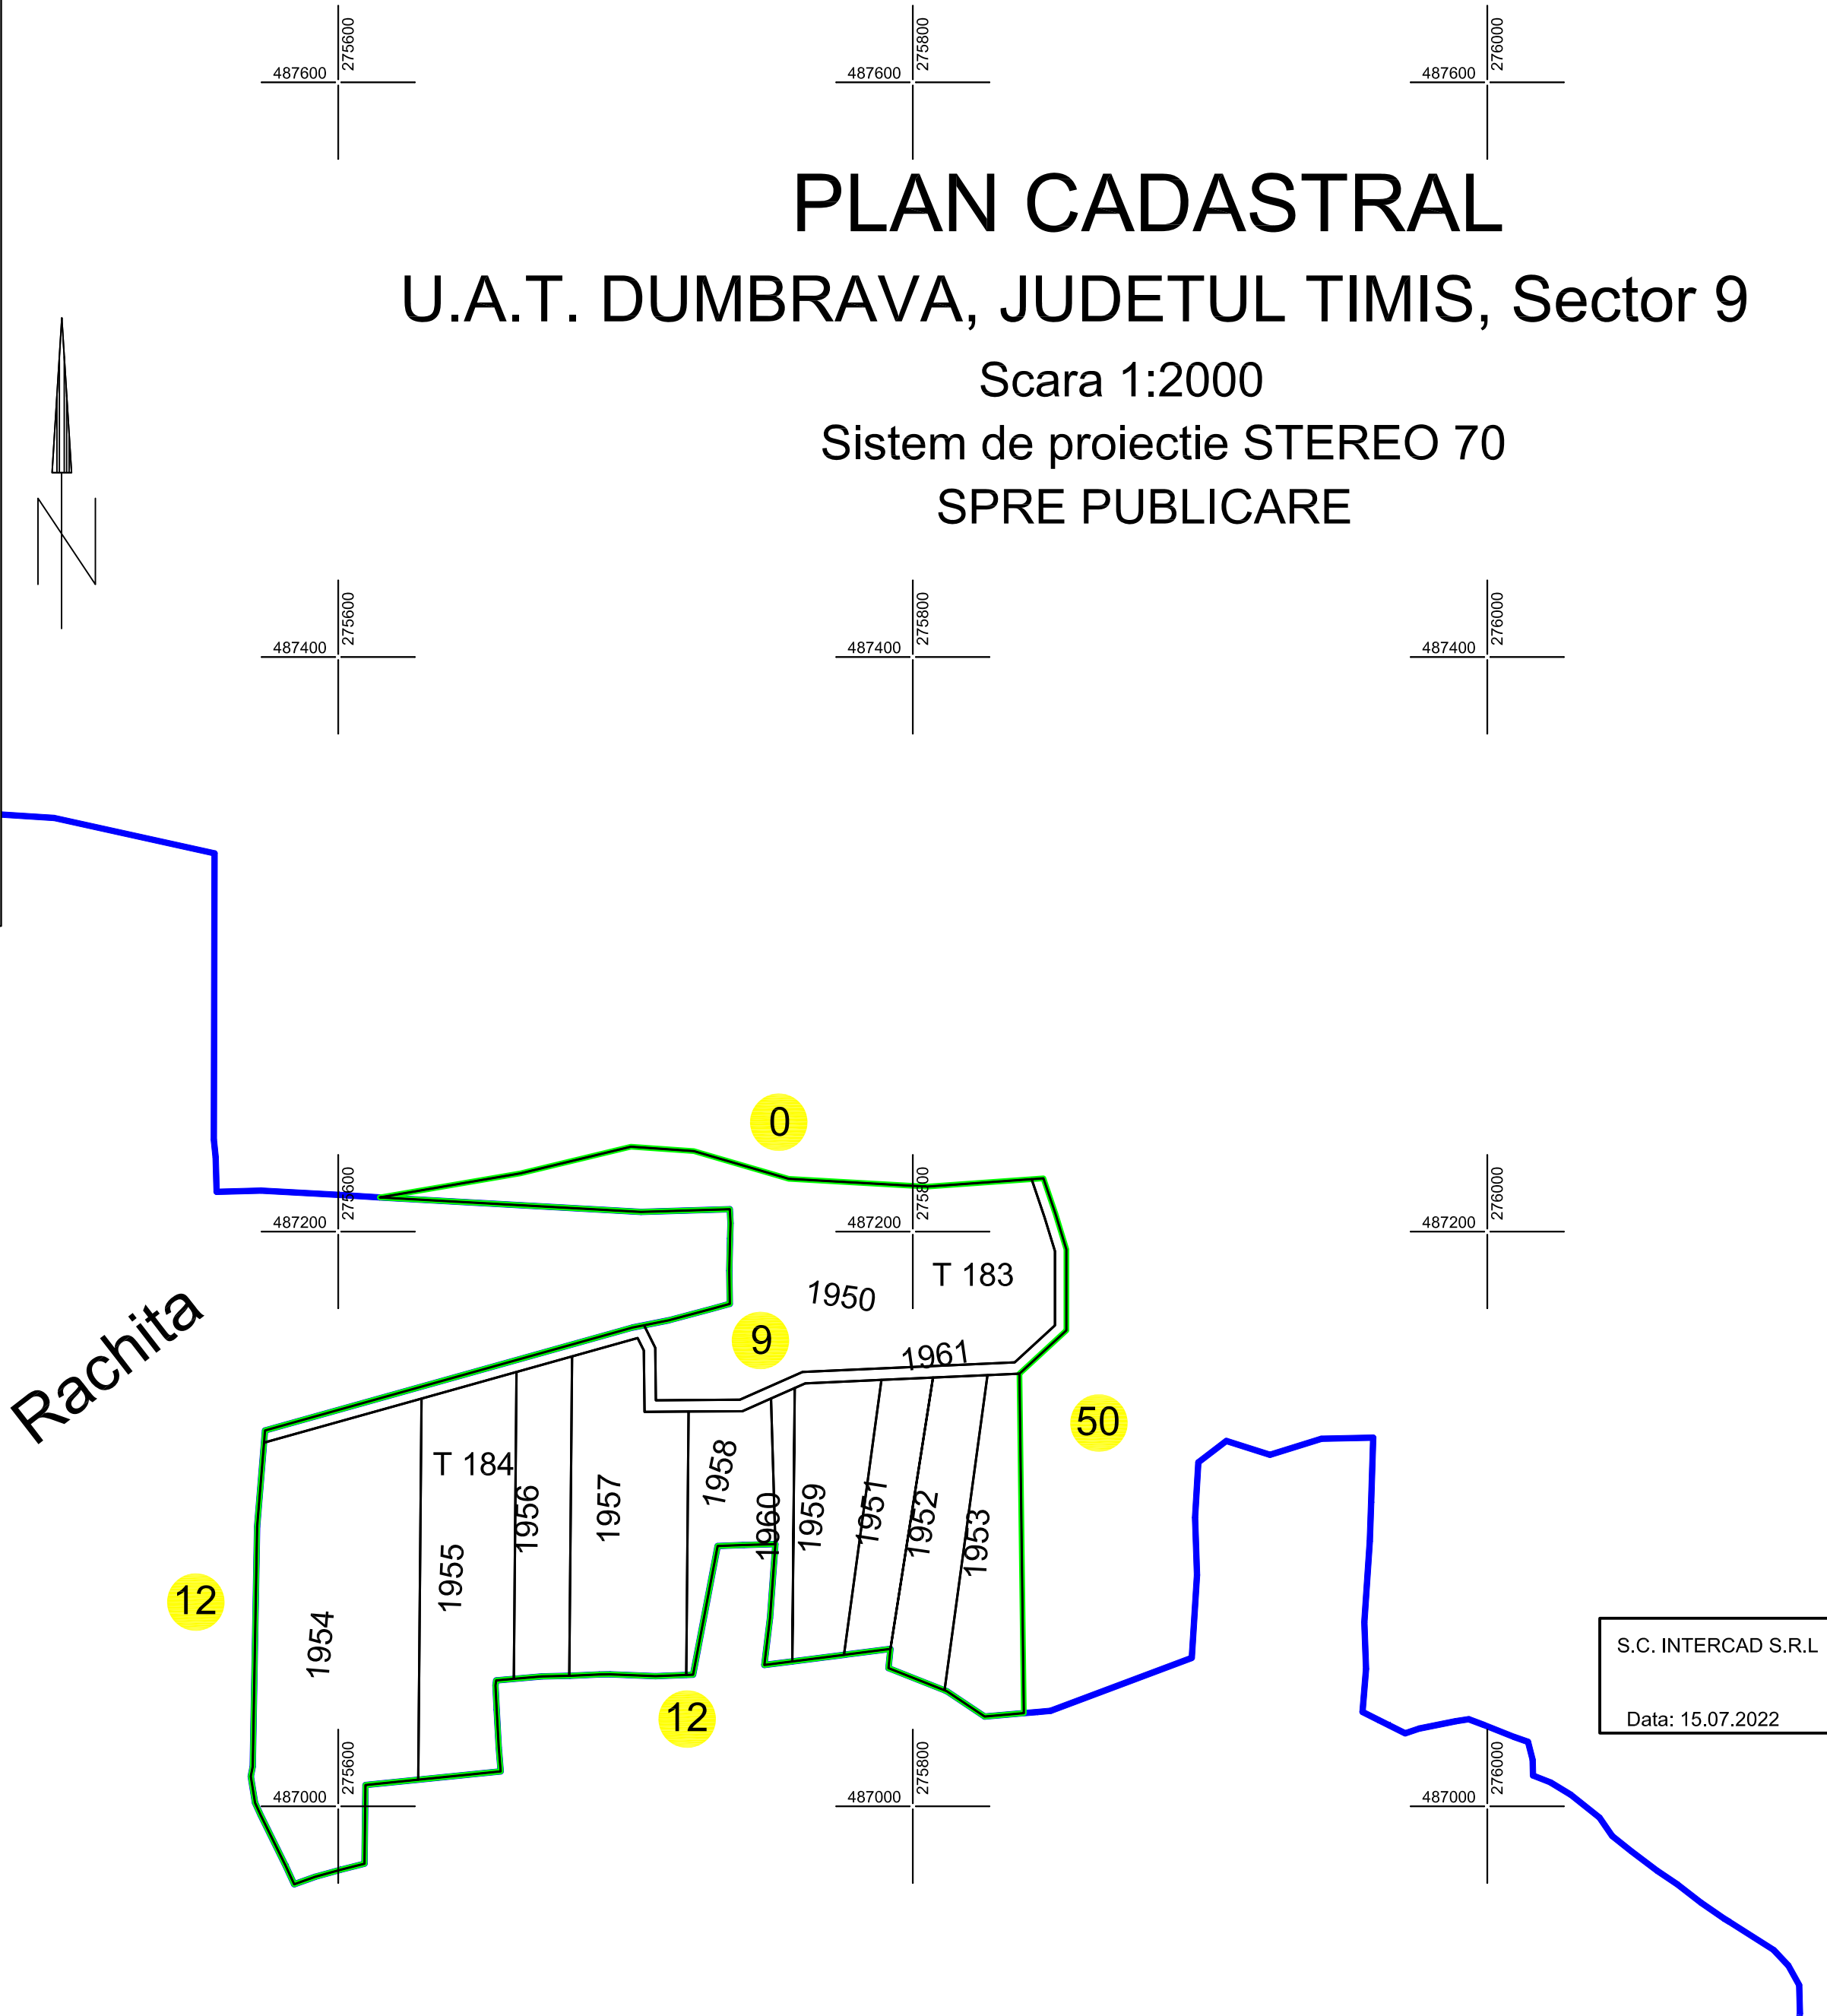 275600 275800 276000
487600 487600 487600
PLAN CADASTRAL
U.A.T. DUMBRAVA, JUDETUL TIMIS, Sector 9
Scara 1:2000
Sistem de proiectie STEREO 70
SPRE PUBLICARE
N
275600 275800 276000
487400 487400 487400
0
275600 275800 276000
487200 487200 487200
T 183
1950
Rachita
9
1961
50
T 184
1958
1956
1957
1960
1959
1951
1952
1953
1955
12
1954
S.C. INTERCAD S.R.L
12
Data: 15.07.2022
275600 275800 276000
487000 487000 487000